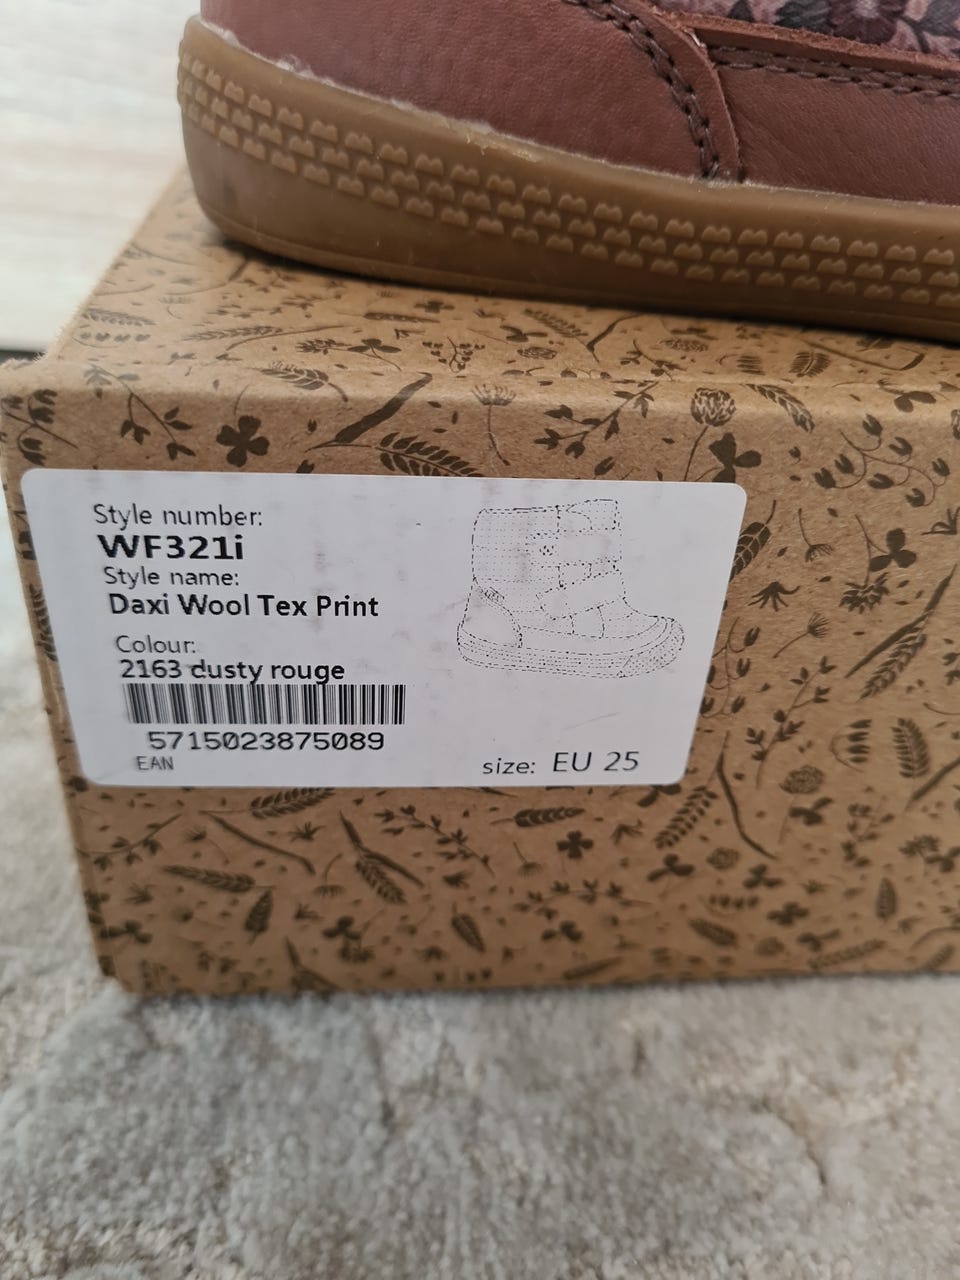 Style number:
WF321i
Style name:
Daxi Wool Tex Print
Colour:
2163 dusty rouge
5715023875089
EAN
size: EU 25